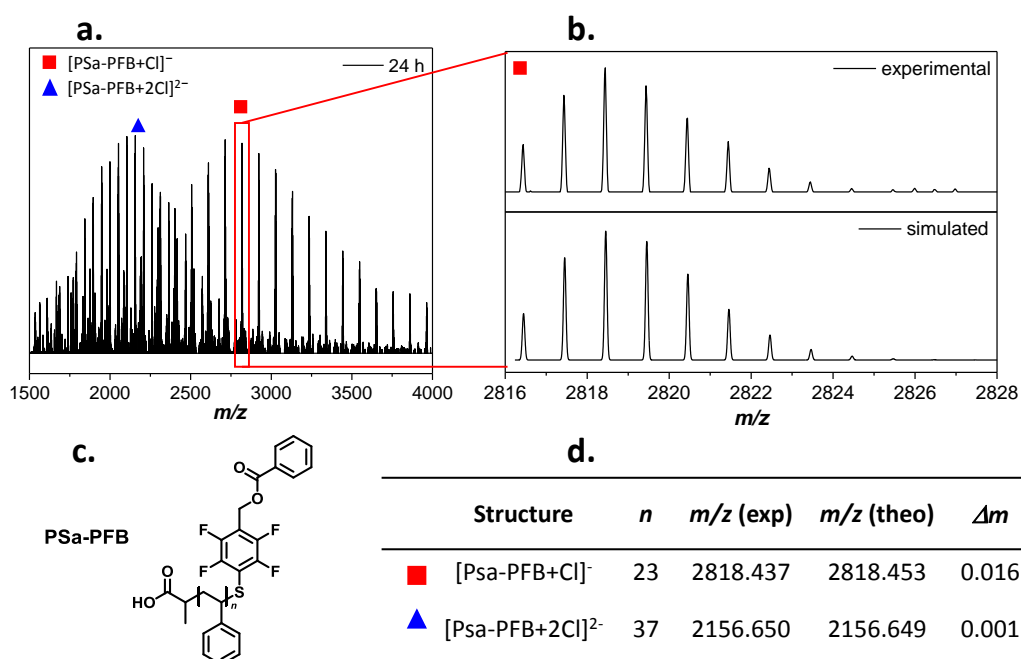 a.
[PSa-PFB+Cl]⁻
[PSa-PFB+2Cl]²⁻
24 h
1500 2000 2500 3000 3500 4000
m/z
b.
experimental
simulated
2816 2818 2820 2822 2824 2826 2828
m/z
c.
PSa-PFB
O
O
F F
F F
HO
O
S
n
d.
Structure n m/z (exp) m/z (theo) Δm
[Psa-PFB+Cl]⁻ 23 2818.437 2818.453 0.016
[Psa-PFB+2Cl]²⁻ 37 2156.650 2156.649 0.001